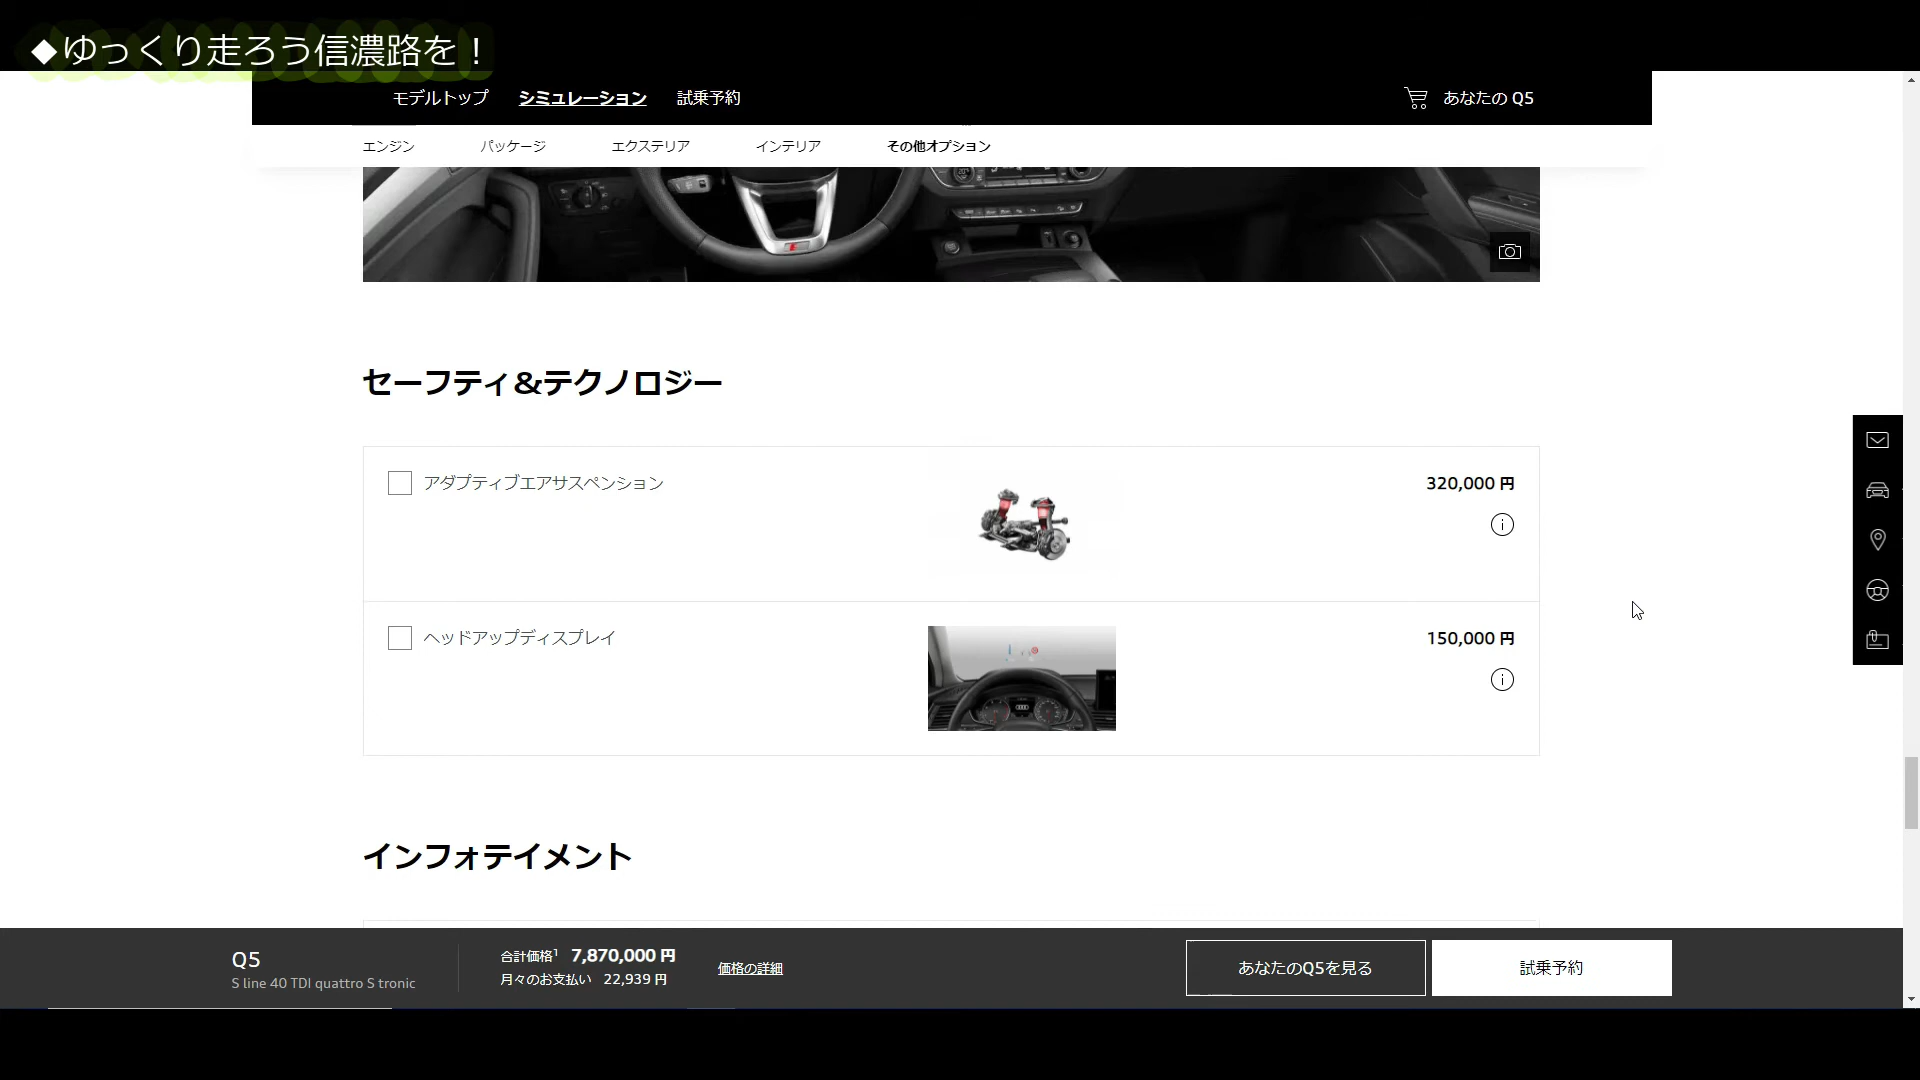 ◆ゆっくり走ろう信濃路を！
モデルトップ シミュレーション 試乗予約 あなたの Q5
エンジン パッケージ エクステリア インテリア その他オプション
セーフティ＆テクノロジー
アダプティブエアサスペンション 320,000 円
ヘッドアップディスプレイ 150,000 円
インフォテイメント
Q5
S line 40 TDI quattro S tronic
合計価格1 7,870,000 円
月々のお支払い 22,939 円
価格の詳細
あなたのQ5を見る
試乗予約